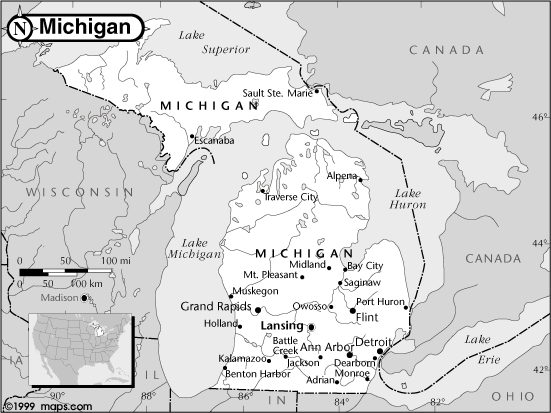 N Michigan
Lake
Superior
CANADA
Sault Ste. Marie
MICHIGAN
46°
Escanaba
WISCONSIN
Alpena
Traverse City
Lake
Huron
Lake
Michigan
MICHIGAN
44°
CANADA
0 50 100 mi
0 50 100 km
Midland
Bay City
Mt. Pleasant
Saginaw
Madison
Muskegon
Grand Rapids
Owosso
Port Huron
Flint
Holland
Lansing
Battle
Creek
Ann Arbor
Detroit
Lake
Erie
Kalamazoo
Jackson
Dearborn
Benton Harbor
Adrian
Monroe
42°
IA
IL
IN
OHIO
90°
88°
86°
84°
82°
©1999 maps.com